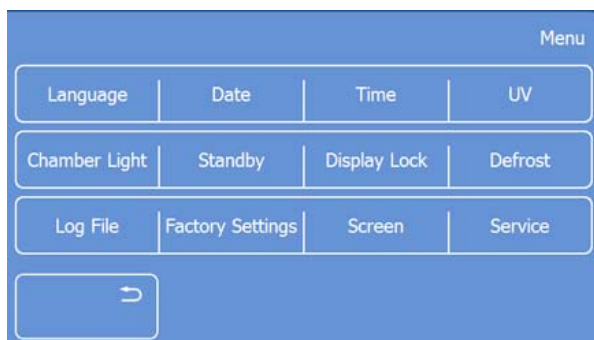 Menu
Language Date Time UV
Chamber Light Standby Display Lock Defrost
Log File Factory Settings Screen Service